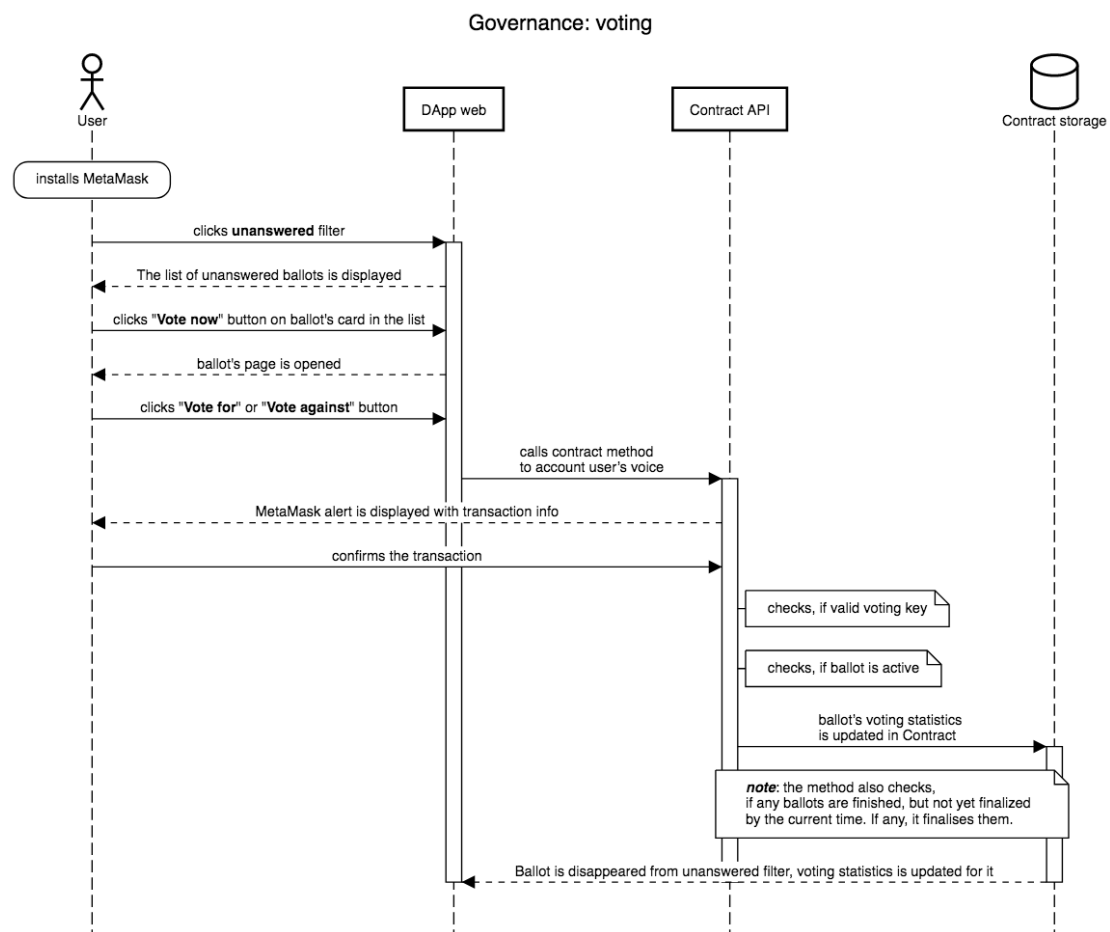 Governance: voting
User
DApp web
Contract API
Contract storage
installs MetaMask
clicks unanswered filter
The list of unanswered ballots is displayed
clicks "Vote now" button on ballot's card in the list
ballot's page is opened
clicks "Vote for" or "Vote against" button
calls contract method
to account user's voice
MetaMask alert is displayed with transaction info
confirms the transaction
checks, if valid voting key
checks, if ballot is active
ballot's voting statistics
is updated in Contract
note: the method also checks,
if any ballots are finished, but not yet finalized
by the current time. If any, it finalises them.
Ballot is disappeared from unanswered filter, voting statistics is updated for it